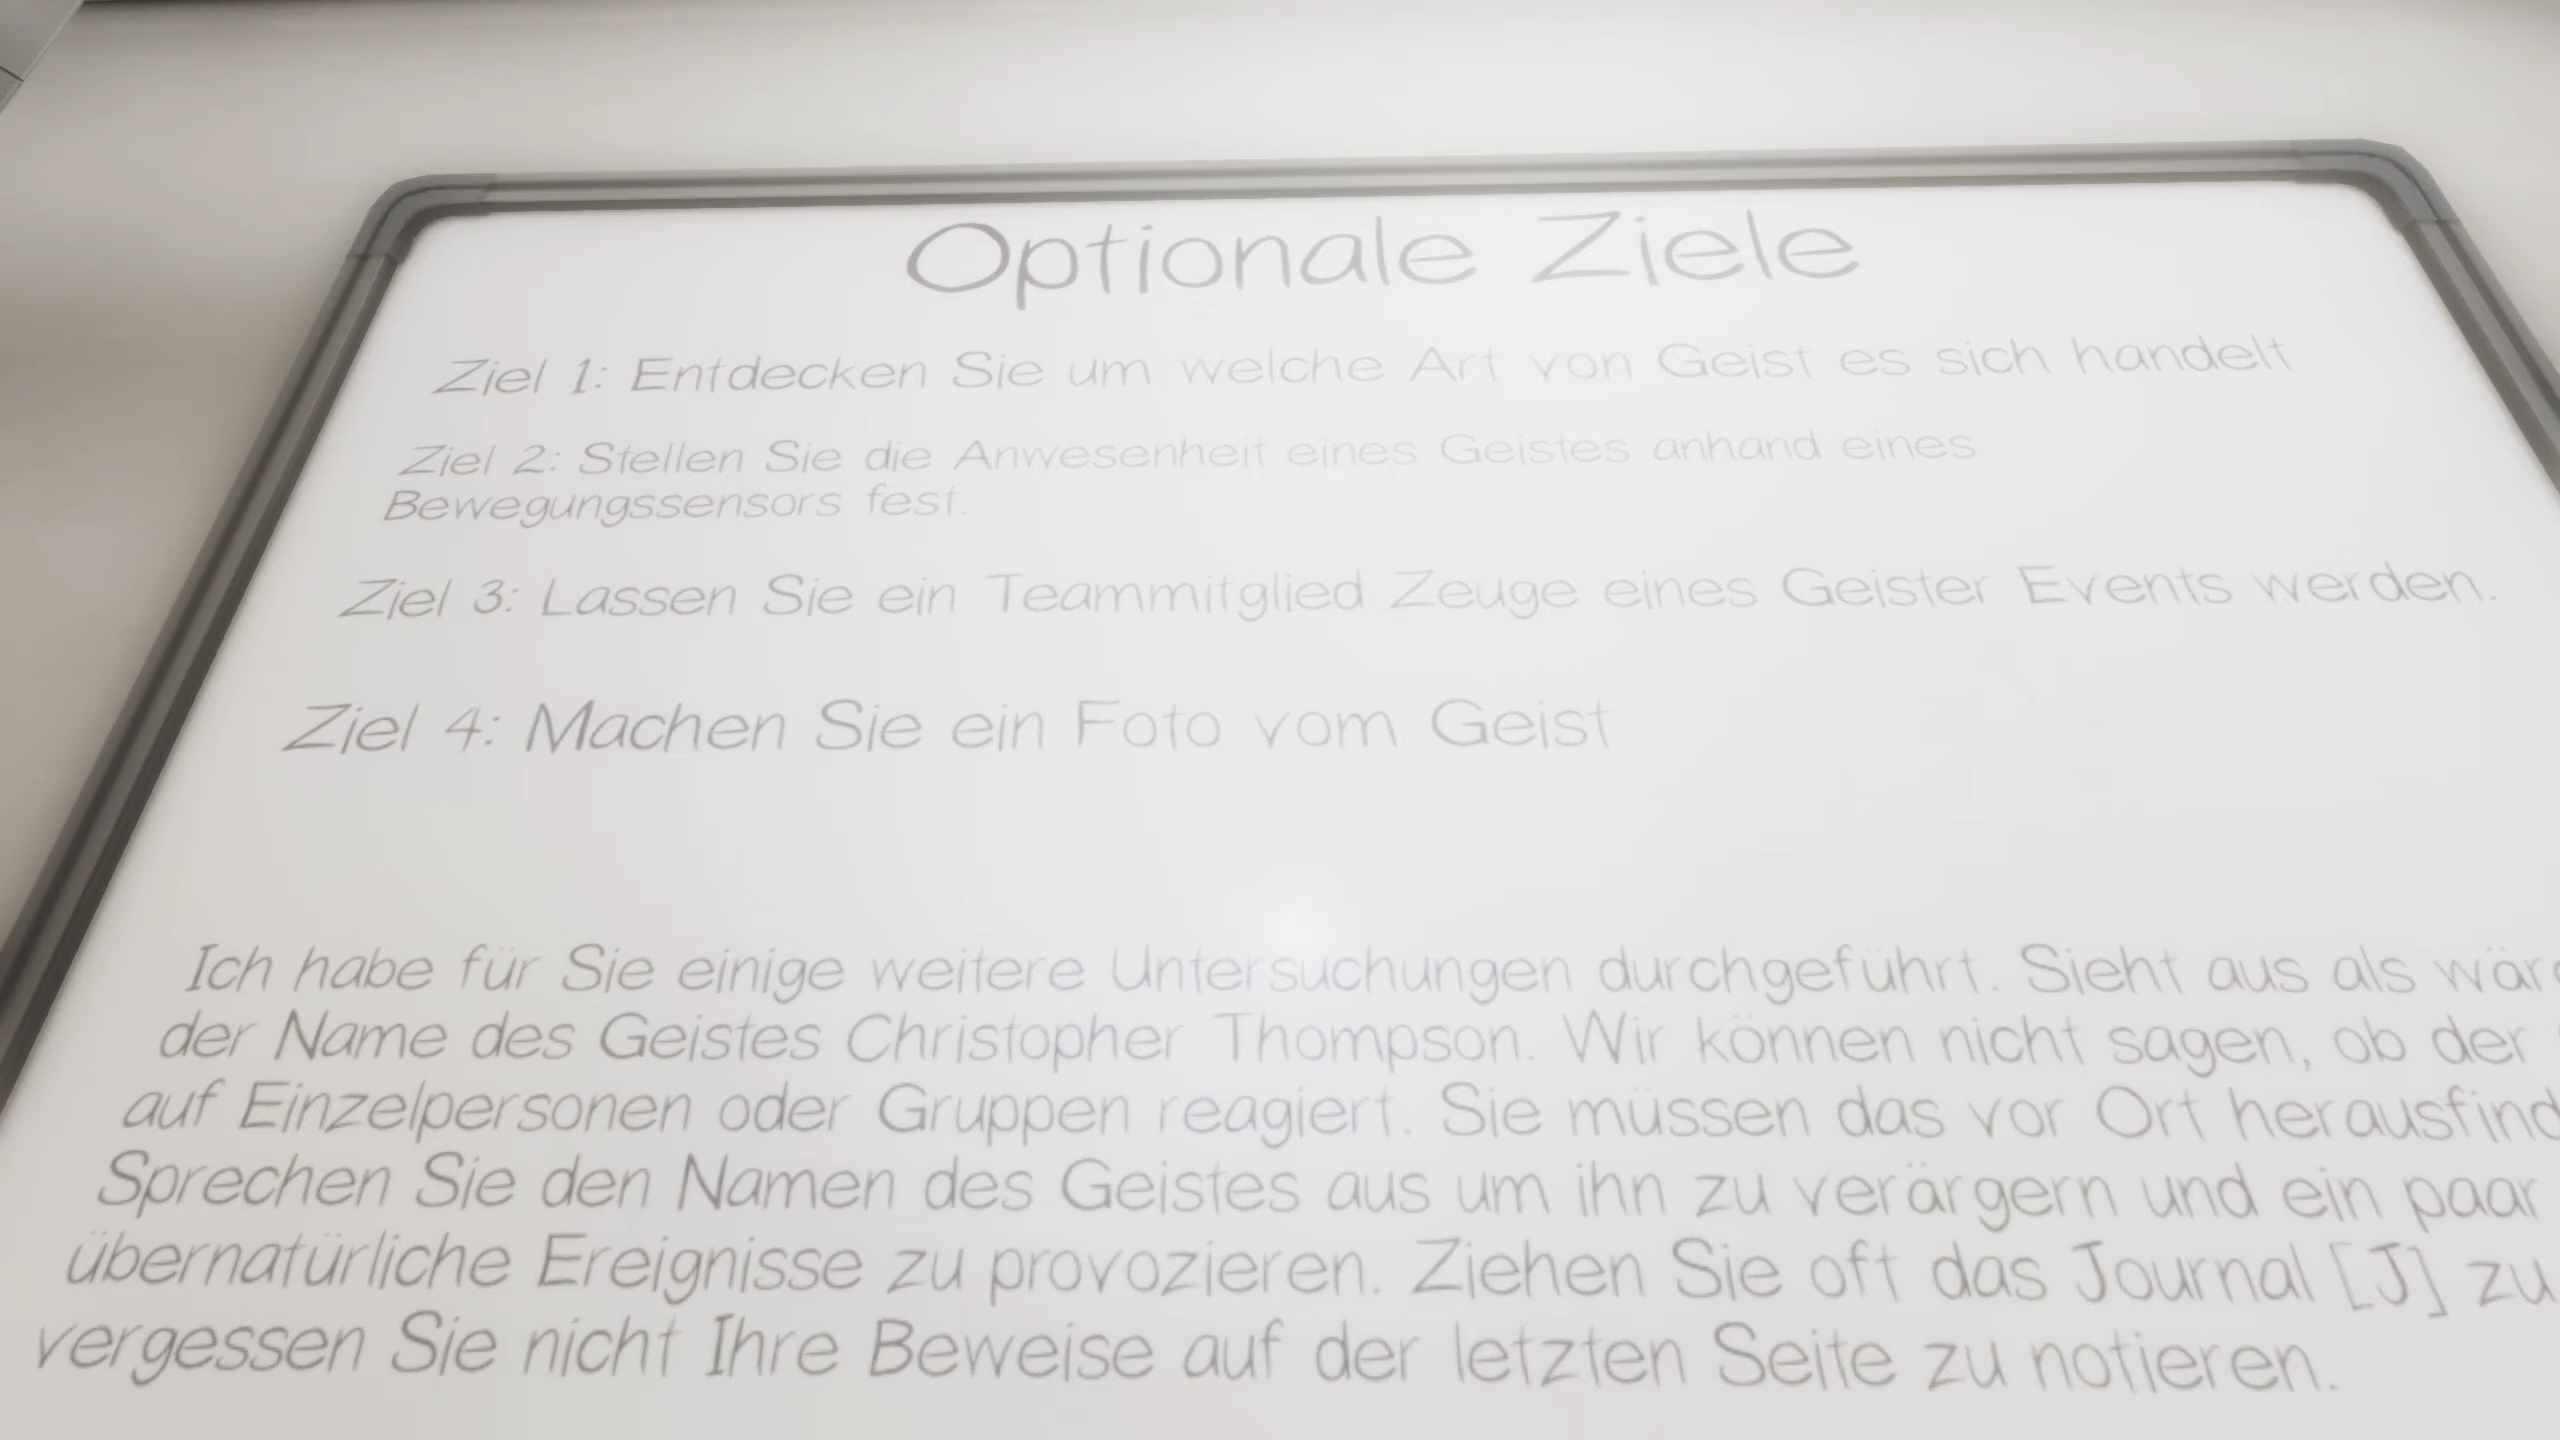 Optionale Ziele
Ziel 1: Entdecken Sie um welche Art von Geist es sich handelt
Ziel 2: Stellen Sie die Anwesenheit eines Geistes anhand eines
Bewegungssensors fest.
Ziel 3: Lassen Sie ein Teammitglied Zeuge eines Geister Events werden.
Ziel 4: Machen Sie ein Foto vom Geist
Ich habe für Sie einige weitere Untersuchungen durchgeführt. Sieht aus als
der Name des Geistes Christopher Thompson. Wir können nicht sagen, ob der
auf Einzelpersonen oder Gruppen reagiert. Sie müssen das vor Ort
Sprechen Sie den Namen des Geistes aus um ihn zu verärgern und ein paar
übernatürliche Ereignisse zu provozieren. Ziehen Sie oft das Journal [J] zu
vergessen Sie nicht Ihre Beweise auf der letzten Seite zu notieren.